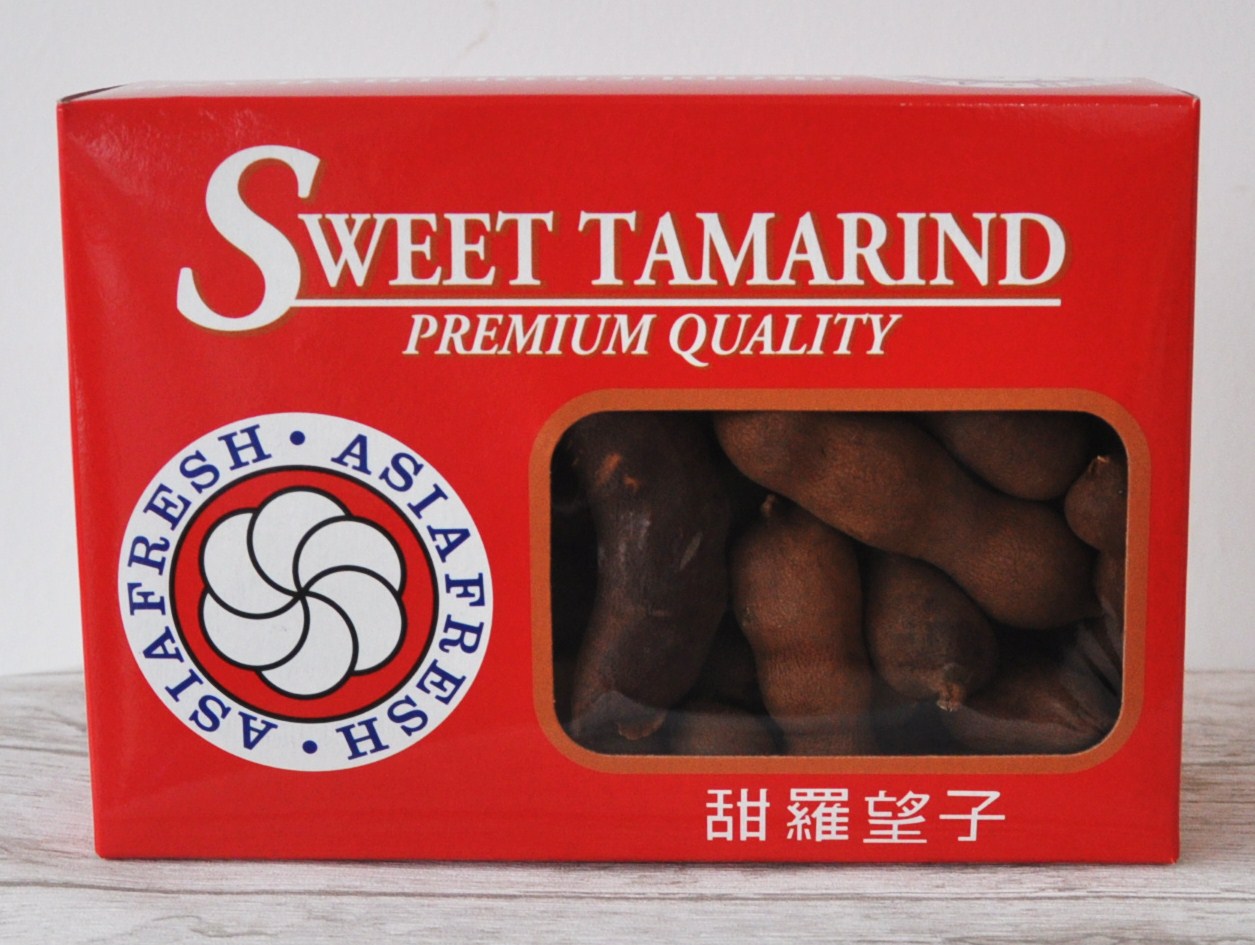 SWEET TAMARIND
PREMIUM QUALITY
ASIAFRESH • ASIAFRESH •
甜羅望子